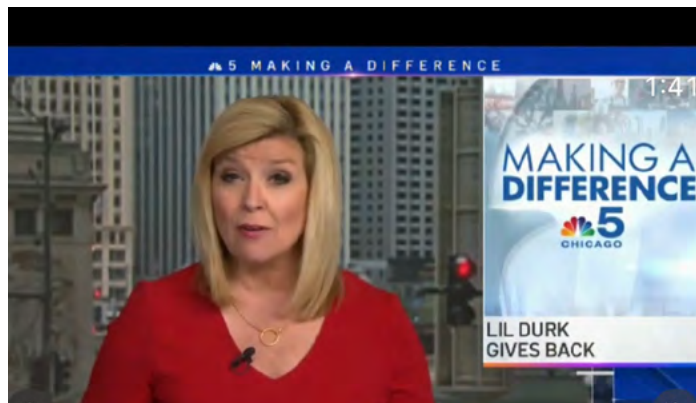 5 MAKING A DIFFERENCE
1:41
MAKING A
DIFFERENCE
5
CHICAGO
LIL DURK
GIVES BACK